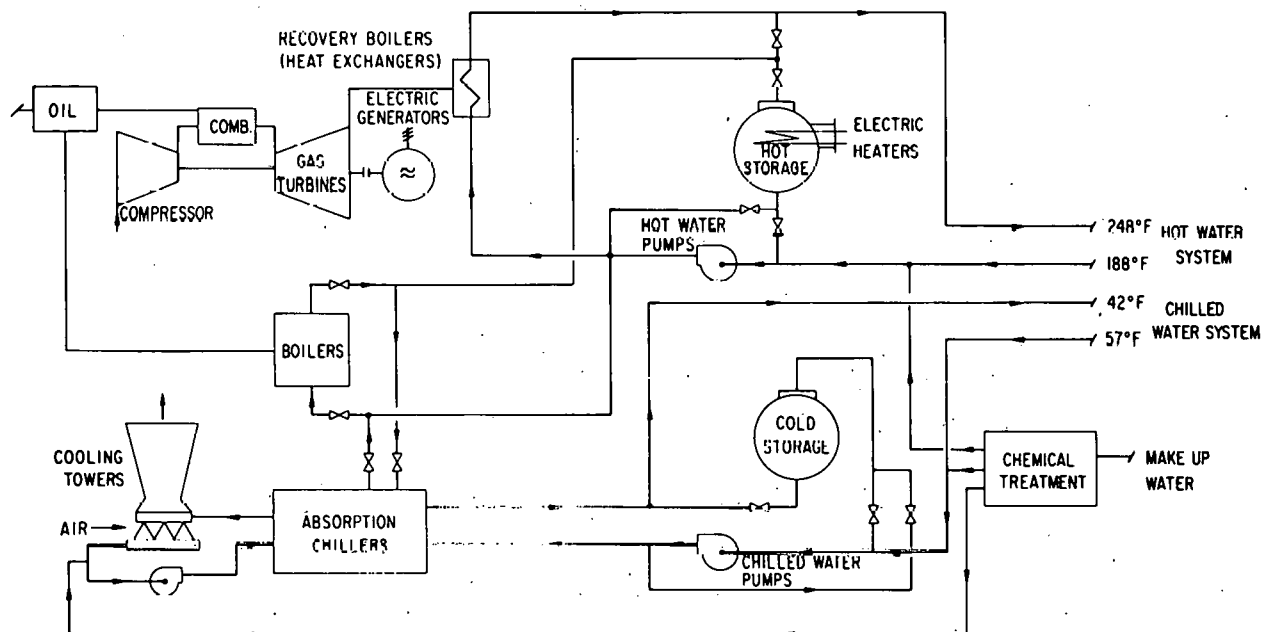 RECOVERY BOILERS
(HEAT EXCHANGERS)
OIL
COMB.
ELECTRIC
GENERATORS
≈
GAS
TURBINES
COMPRESSOR
ELECTRIC
HEATERS
HOT
STORAGE
HOT WATER
PUMPS
248°F
188°F
HOT WATER
SYSTEM
42°F
57°F
CHILLED
WATER SYSTEM
BOILERS
COLD
STORAGE
COOLING
TOWERS
AIR
ABSORPTION
CHILLERS
CHEMICAL
TREATMENT
MAKE UP
WATER
CHILLED WATER
PUMPS